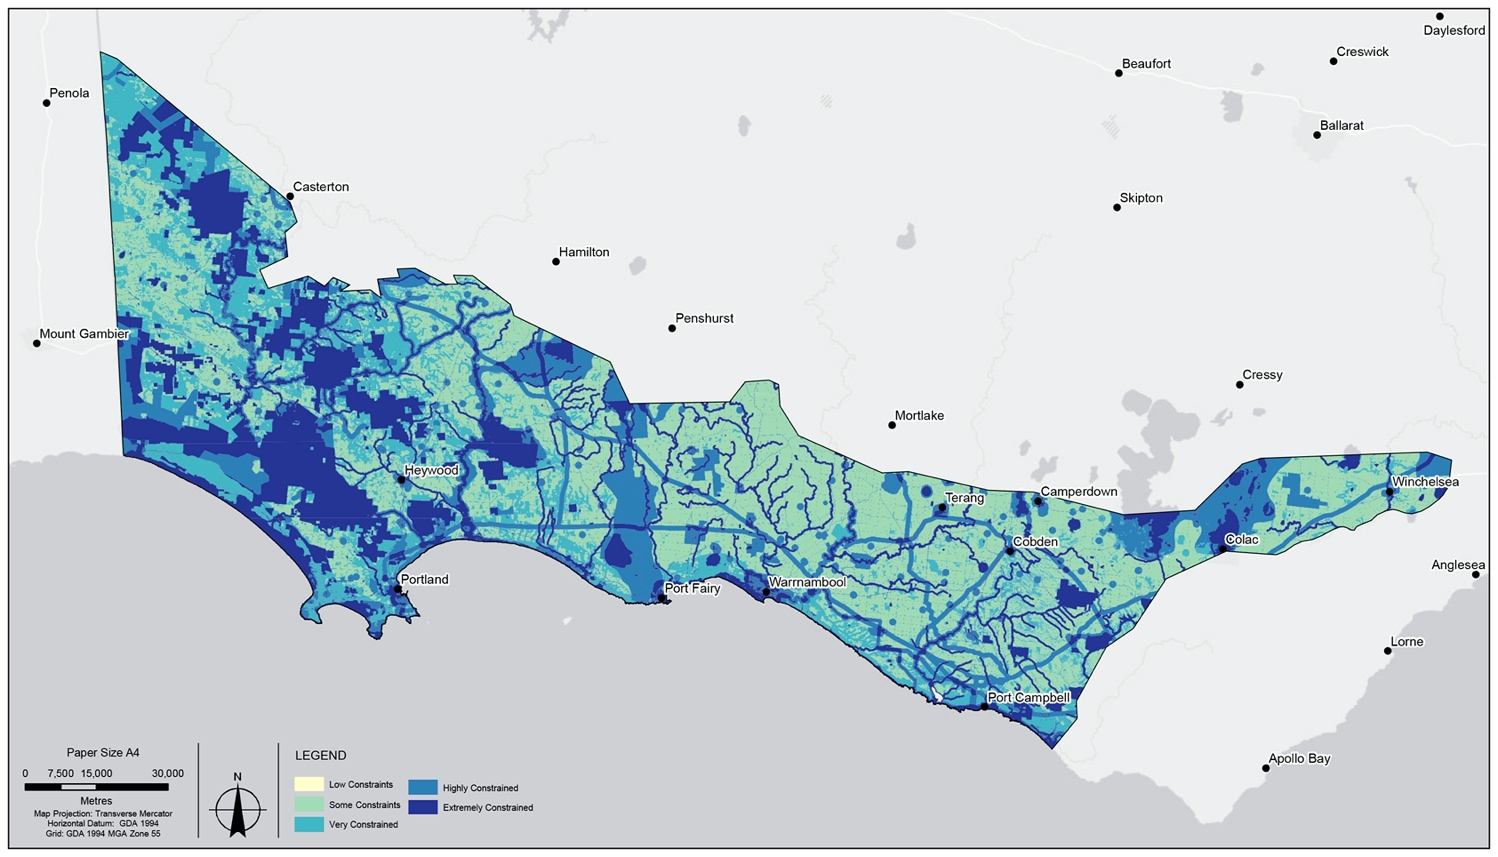 Daylesford
Creswick
Beaufort
Penola
Ballarat
Casterton
Skipton
Hamilton
Penshurst
Mount Gambier
Cressy
Mortlake
Heywood
Winchelsea
Terang
Camperdown
Cobden
Colac
Anglesea
Portland
Port Fairy
Warrnambool
Lorne
Port Campbell
Apollo Bay
Paper Size A4
0 7,500 15,000 30,000
Metres
Map Projection: Transverse Mercator
Horizontal Datum: GDA 1994
Grid: GDA 1994 MGA Zone 55
N
LEGEND
Low Constraints
Some Constraints
Very Constrained
Highly Constrained
Extremely Constrained